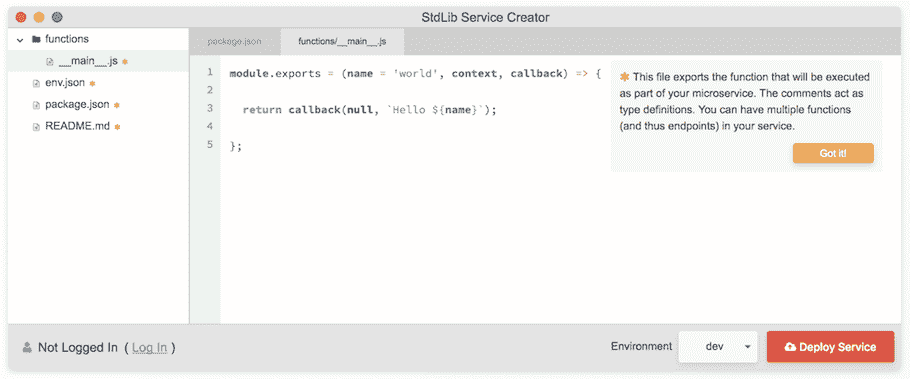 StdLib Service Creator
functions
__main__.js *
env.json *
package.json *
README.md *
package.json
functions/__main__.js
1 module.exports = (name = 'world', context, callback) => {
2
3 return callback(null, `Hello ${name}`);
4
5 };
* This file exports the function that will be executed
as part of your microservice. The comments act as
type definitions. You can have multiple functions
(and thus endpoints) in your service.
Got it!
Not Logged In ( Log In )
Environment
dev
Deploy Service